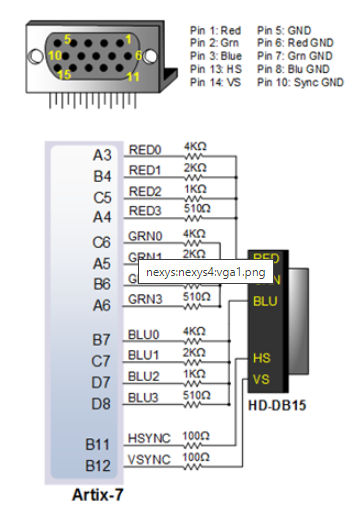 Pin 1: Red Pin 5: GND
Pin 2: Grn Pin 6: Red GND
Pin 3: Blue Pin 7: Grn GND
Pin 13: HS Pin 8: Blu GND
Pin 14: VS Pin 10: Sync GND
5 1
10 6
15 11
A3 RED0 4KΩ
B4 RED1 2KΩ
C5 RED2 1KΩ
A4 RED3 510Ω
C6 GRN0 4KΩ
RED
A5 GRN1 2KΩ
nexys:nexys4:vga1.png
B6
A6 GRN3 510Ω
BLU
B7 BLU0 4KΩ
C7 BLU1 2KΩ
D7 BLU2 1KΩ
D8 BLU3 510Ω
HS
VS
HD-DB15
B11 HSYNC 100Ω
B12 VSYNC 100Ω
Artix-7